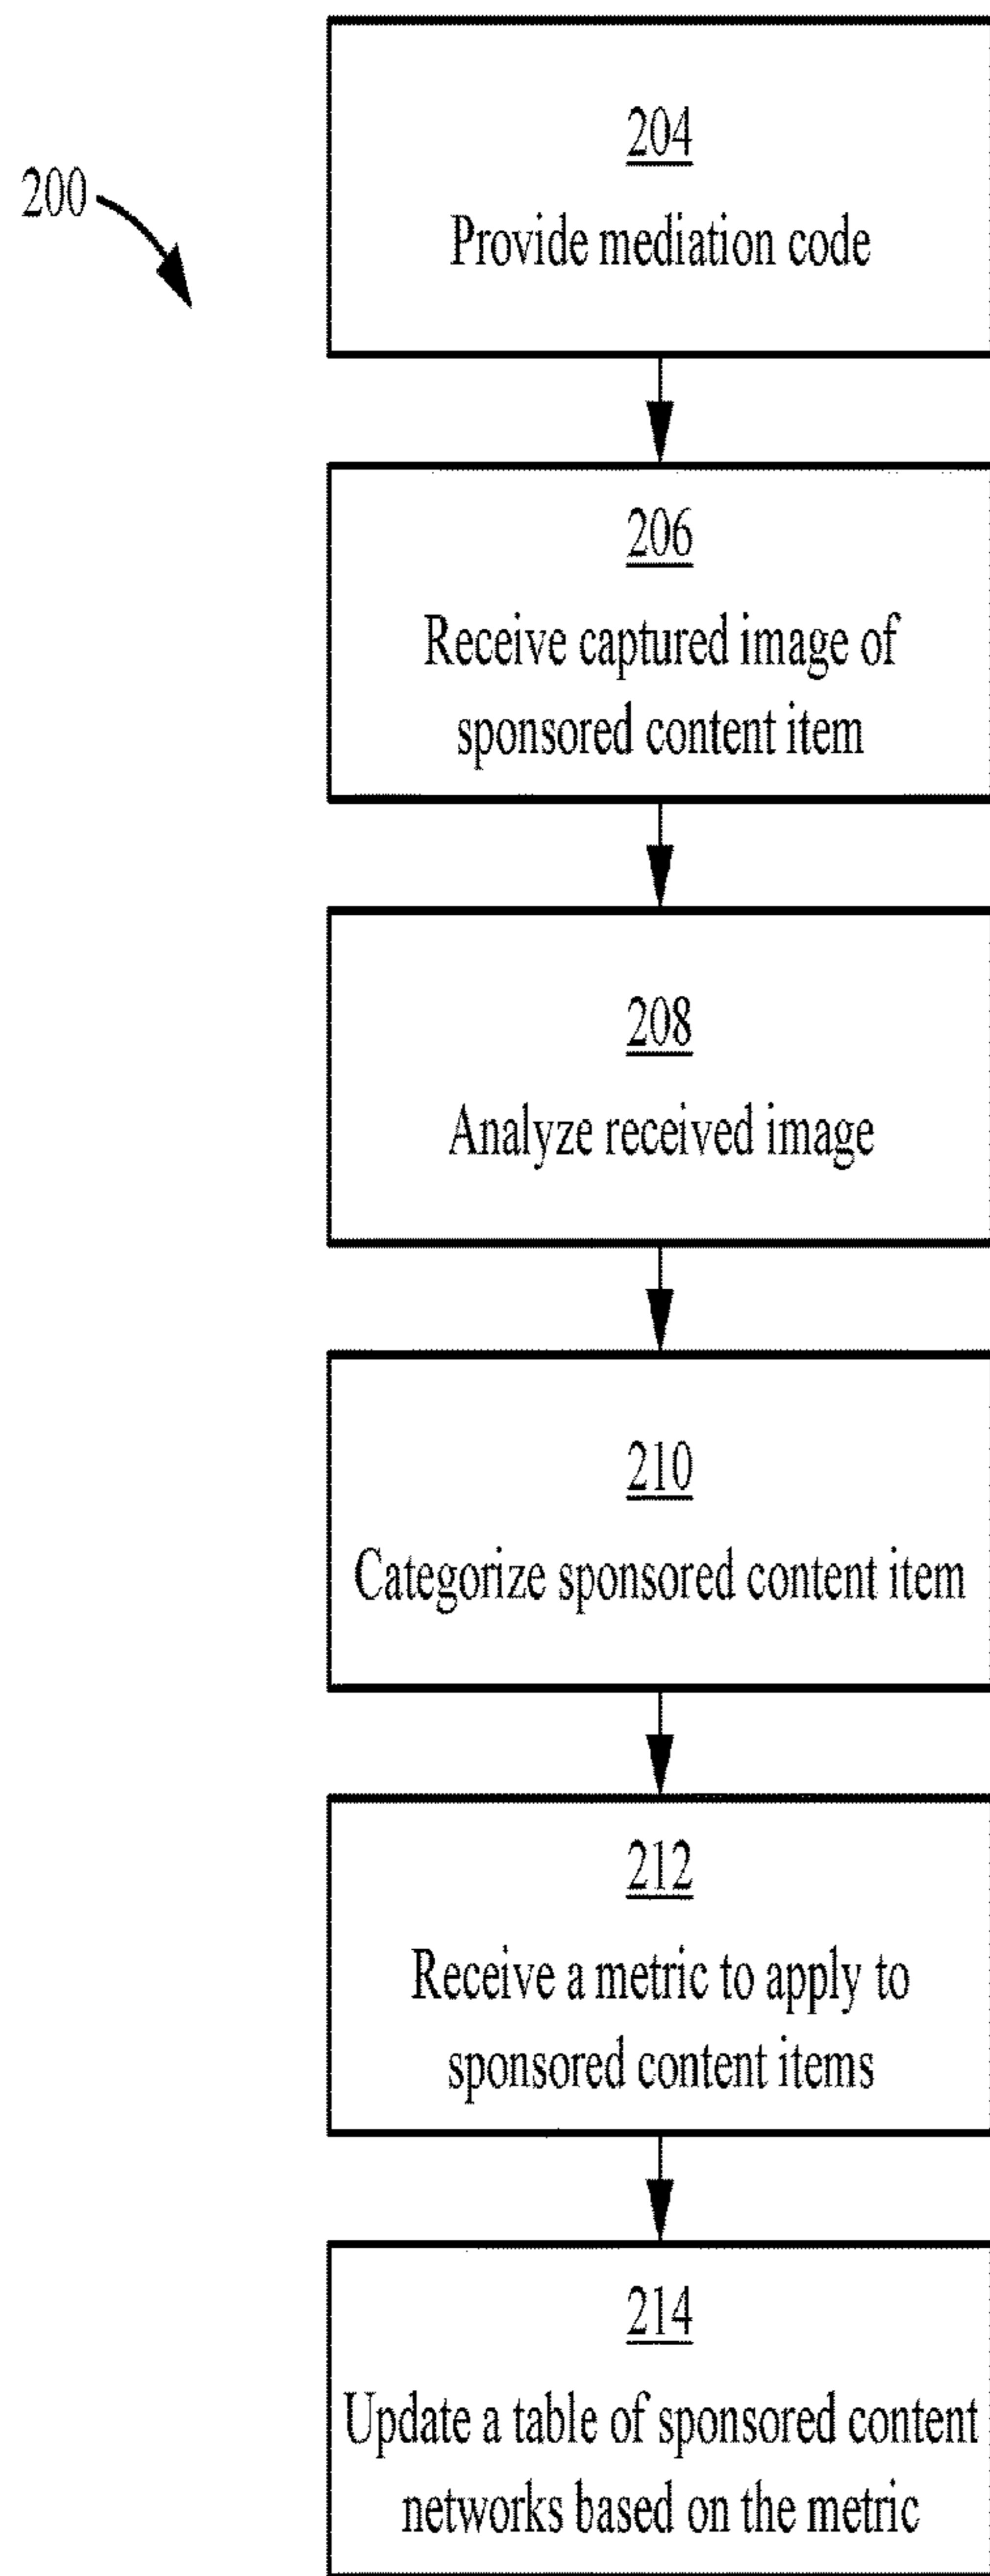 200
204
Provide mediation code
206
Receive captured image of
sponsored content item
208
Analyze received image
210
Categorize sponsored content item
212
Receive a metric to apply to
sponsored content items
214
Update a table of sponsored content
networks based on the metric